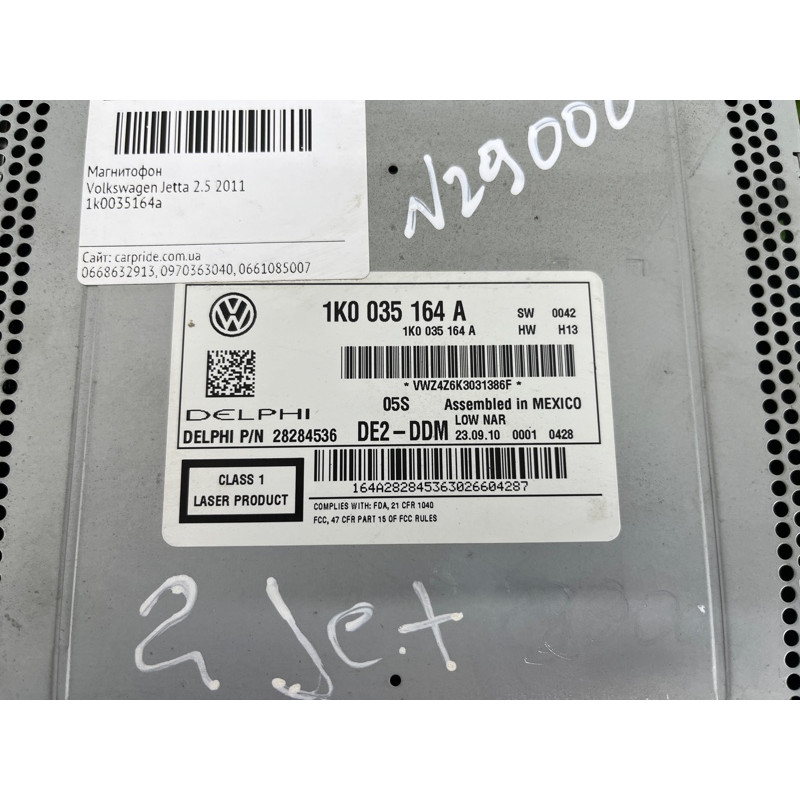 Магнитофон
Volkswagen Jetta 2.5 2011
1k0035164a
Сайт: carpride.com.ua
0668632913, 0970363040, 0661085007
N29000
1K0 035 164 A SW 0042
1K0 035 164 A HW H13
* VWZ4Z6K3031386F *
DELPHI 05S Assembled in MEXICO
DELPHI P/N 28284536 DE2-DDM LOW NAR
23.09.10 0001 0428
CLASS 1
LASER PRODUCT
164A282845363026604287
COMPLIES WITH: FDA, 21 CFR 1040
FCC, 47 CFR PART 15 OF FCC RULES
2 Jet